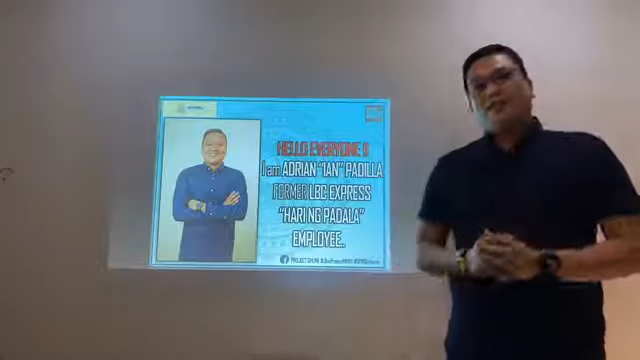 HELLO EVERYONE !!
I am ADRIAN "IAN" PADILLA
FORMER LBC EXPRESS
"HARI NG PADALA"
EMPLOYEE..